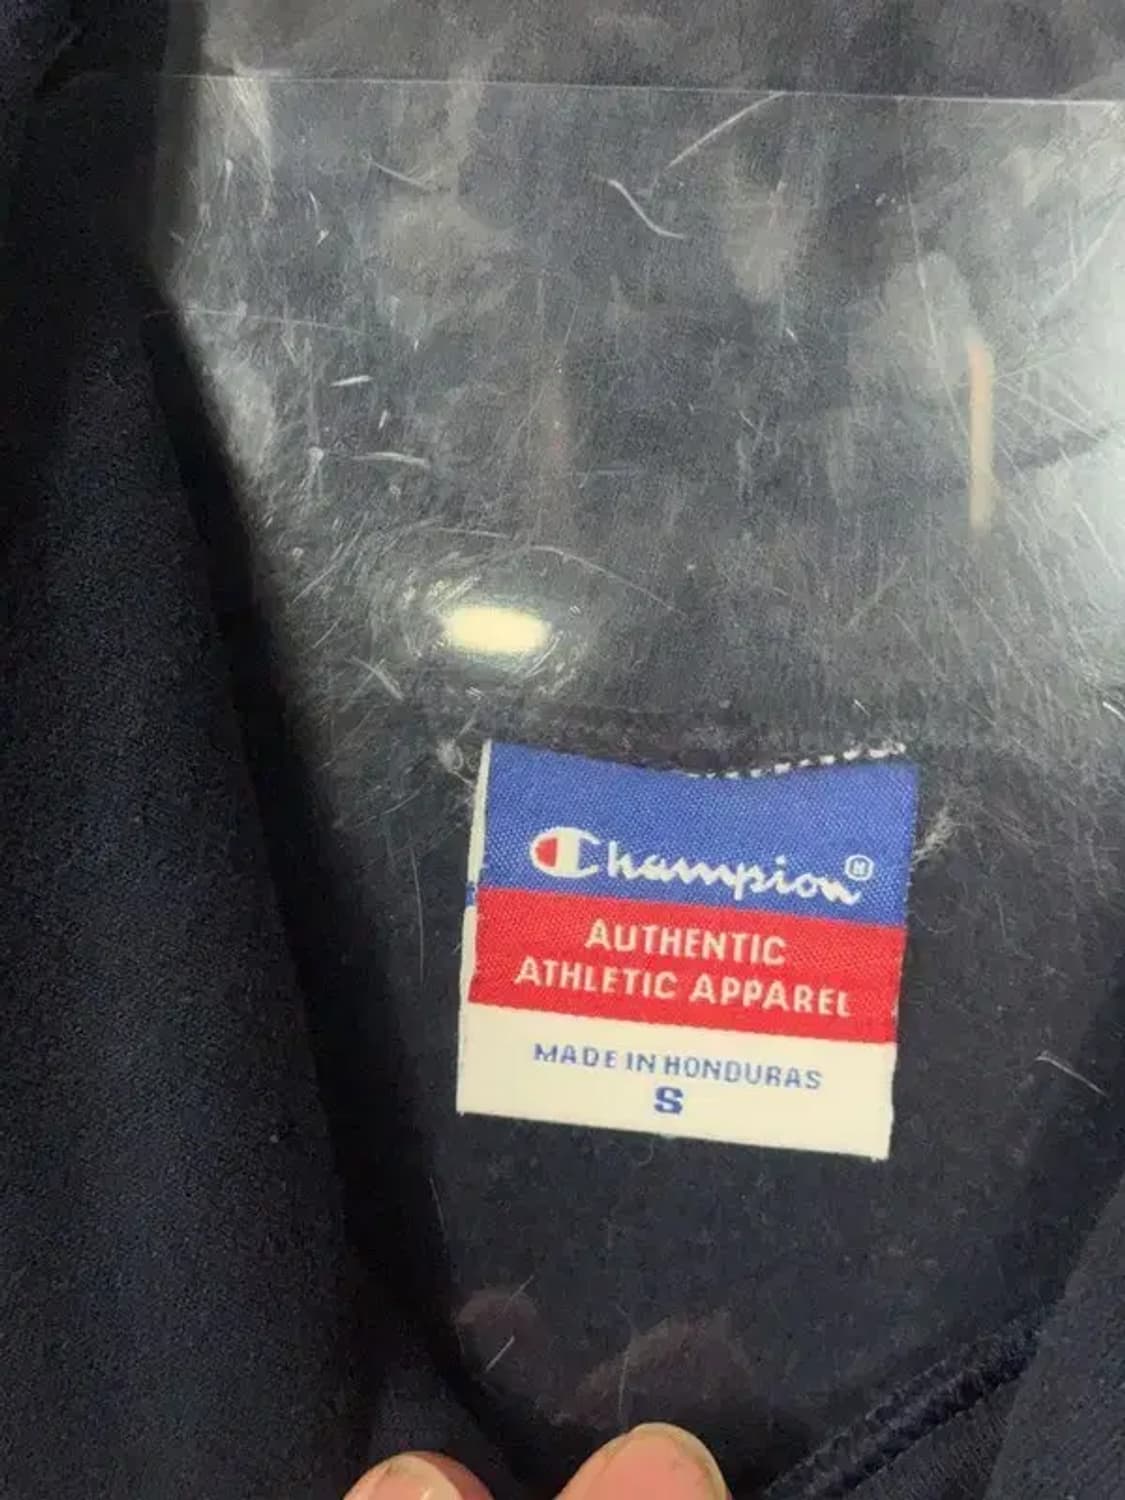 Champion®
AUTHENTIC
ATHLETIC APPAREL
MADE IN HONDURAS
S